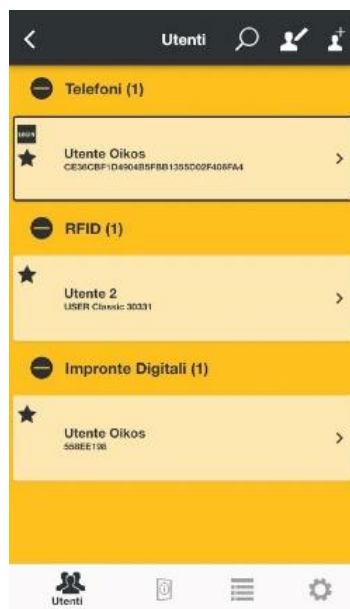 Utenti
Telefoni (1)
LOGIN
Utente Oikos
RFID (1)
Utente 2
USER Classic 30331
Impronte Digitali (1)
Utente Oikos
558EE198
Utenti